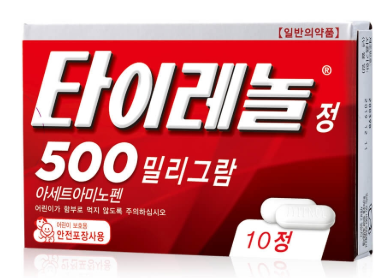 [일반의약품]
타이레놀® 정
500 밀리그람
아세트아미노펜
어린이가 함부로 먹지 않도록 주의하십시오
어린이 보호용
안전포장사용
10정